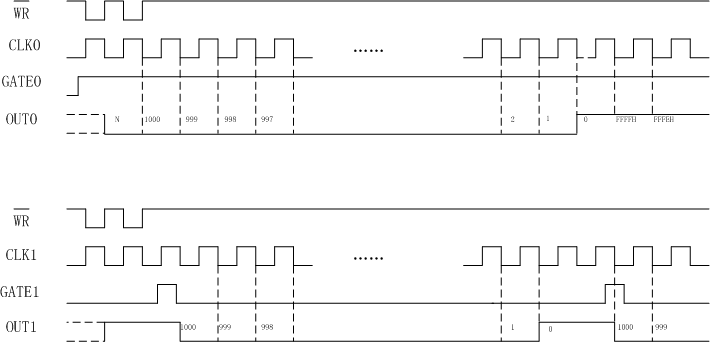 WR
CLK0
......
GATE0
OUT0 N 1000 999 998 997 2 1 0 FFFFH FFFEH
WR
CLK1
......
GATE1
OUT1 1000 999 998 1 0 1000 999